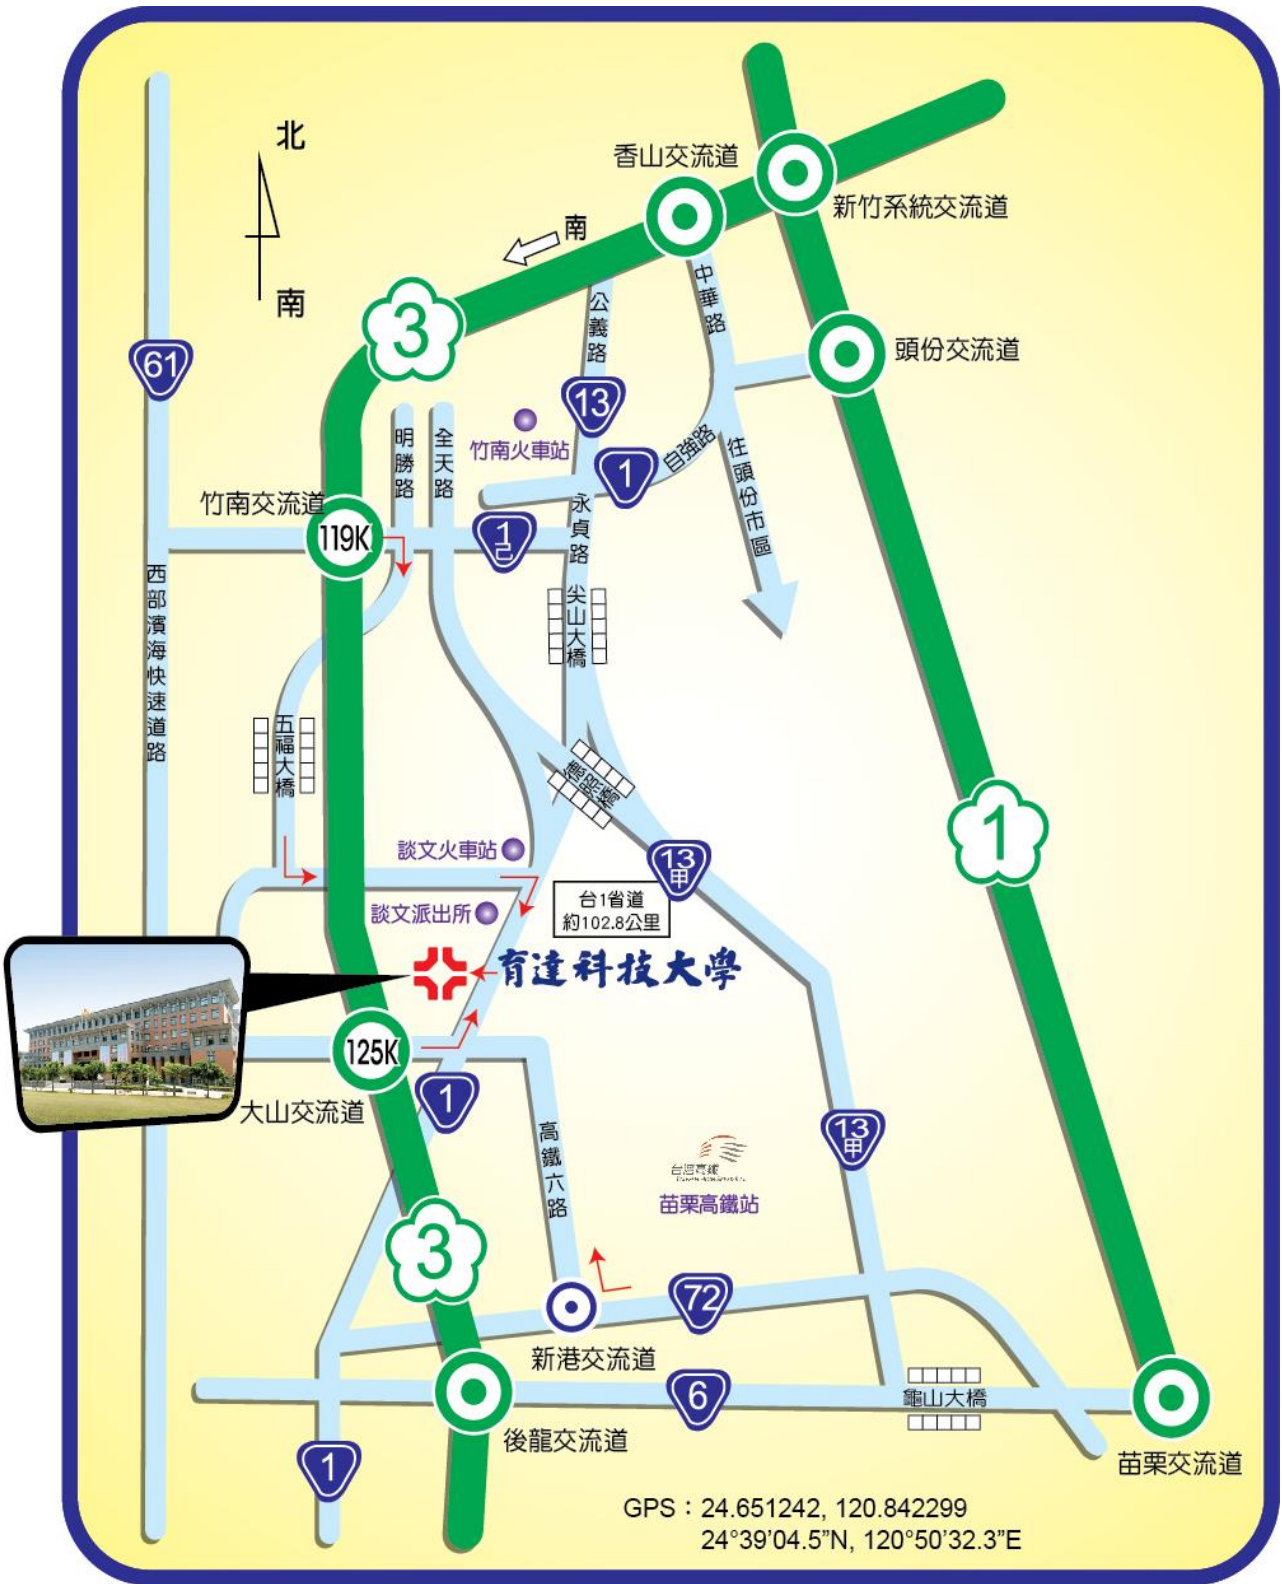 北
南
香山交流道
新竹系統交流道
南
中華路
公義路
3
61
頭份交流道
13
明勝路
全天路
竹南火車站
1
自強路
往頭份市區
竹南交流道
119K
1己
永貞路
西部濱海快速道路
尖山大橋
五福大橋
德昭橋
1
談文火車站
13甲
台1省道
約102.8公里
談文派出所
育達科技大學
125K
大山交流道
1
高鐵六路
13甲
台灣高鐵
苗栗高鐵站
3
72
新港交流道
6
龜山大橋
後龍交流道
1
苗栗交流道
GPS：24.651242, 120.842299
24°39’04.5”N, 120°50’32.3”E